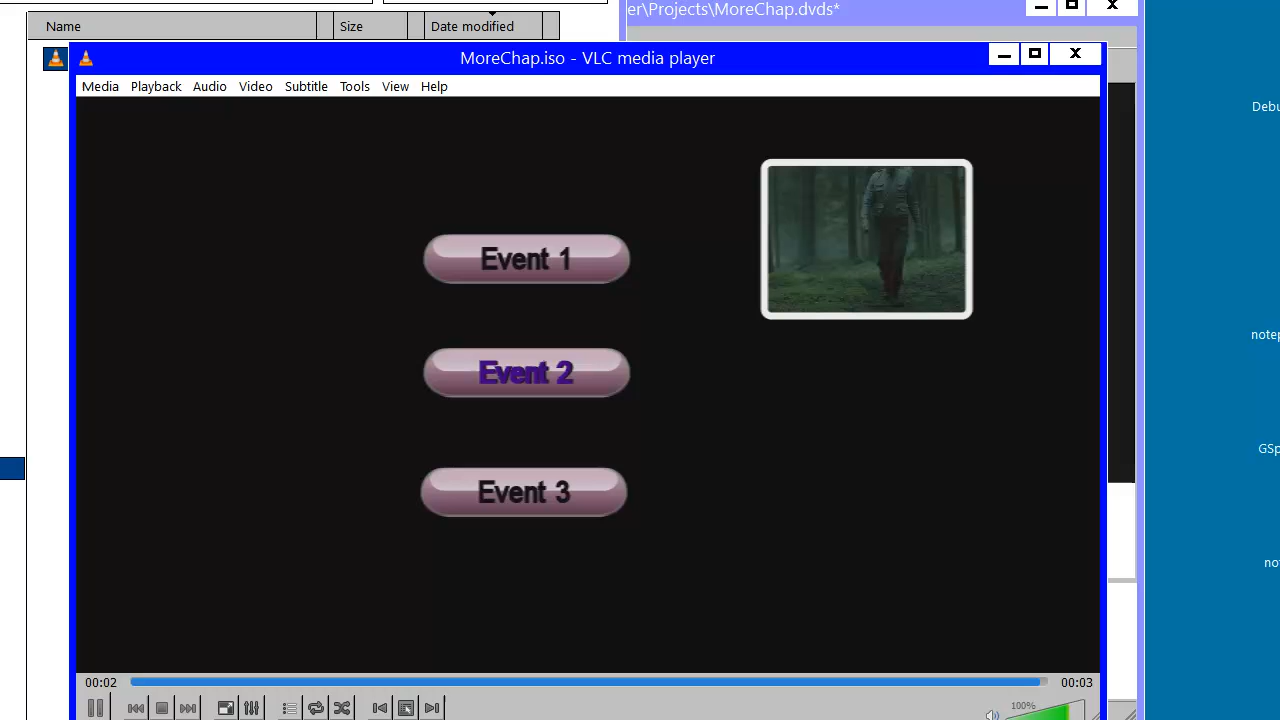 er\Projects\MoreChap.dvds*
Name
Size
Date modified
MoreChap.iso - VLC media player
Media
Playback
Audio
Video
Subtitle
Tools
View
Help
Debu
Event 1
notep
Event 2
GSp
Event 3
not
00:02
00:03
100%